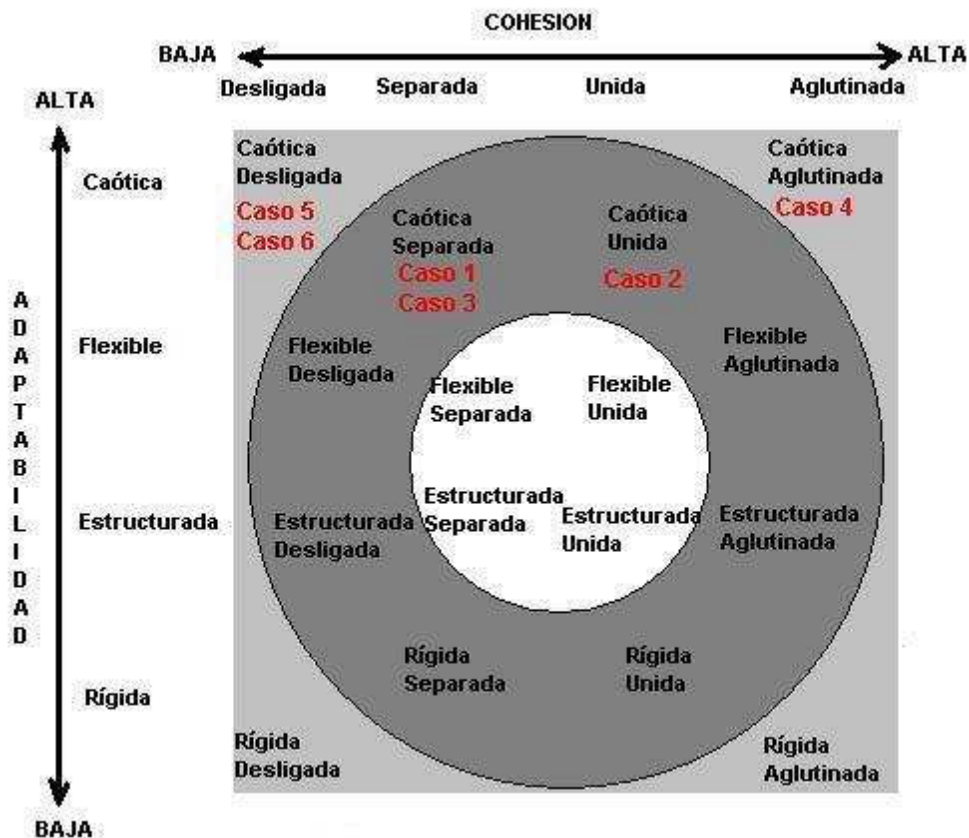 COHESION
BAJA ALTA
Desligada Separada Unida Aglutinada
ALTA
Caótica
Flexible
Estructurada
Rígida
BAJA
ADAPTABILIDAD
Caótica
Desligada
Caso 5
Caso 6
Caótica
Separada
Caso 1
Caso 3
Caótica
Unida
Caso 2
Caótica
Aglutinada
Caso 4
Flexible
Desligada
Flexible
Separada
Flexible
Unida
Flexible
Aglutinada
Estructurada
Desligada
Estructurada
Separada
Estructurada
Unida
Estructurada
Aglutinada
Rígida
Separada
Rígida
Unida
Rígida
Desligada
Rígida
Aglutinada